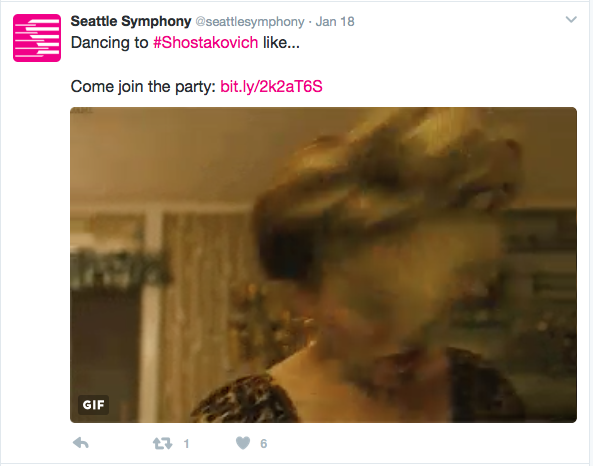 Seattle Symphony @seattlesymphony · Jan 18
Dancing to #Shostakovich like...
Come join the party: bit.ly/2k2aT6S
GIF
1 6